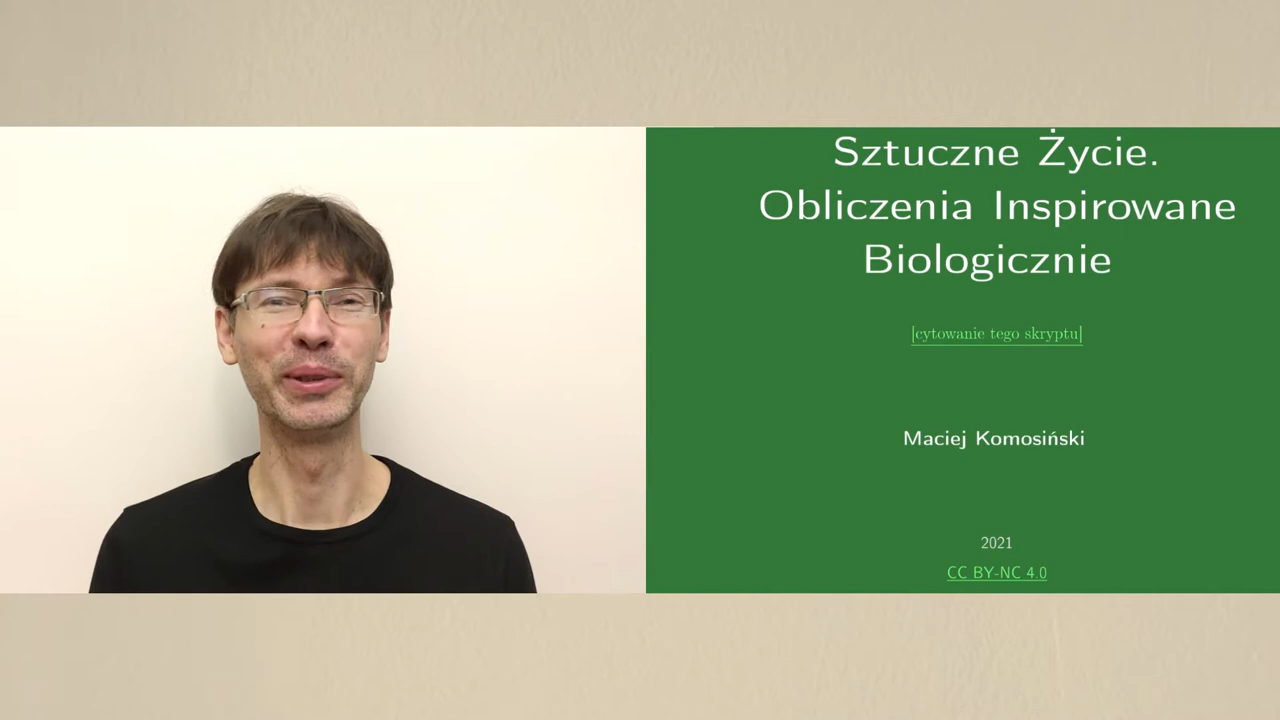 Sztuczne Życie.
Obliczenia Inspirowane
Biologicznie
[cytowanie tego skryptu]
Maciej Komosiński
2021
CC BY-NC 4.0